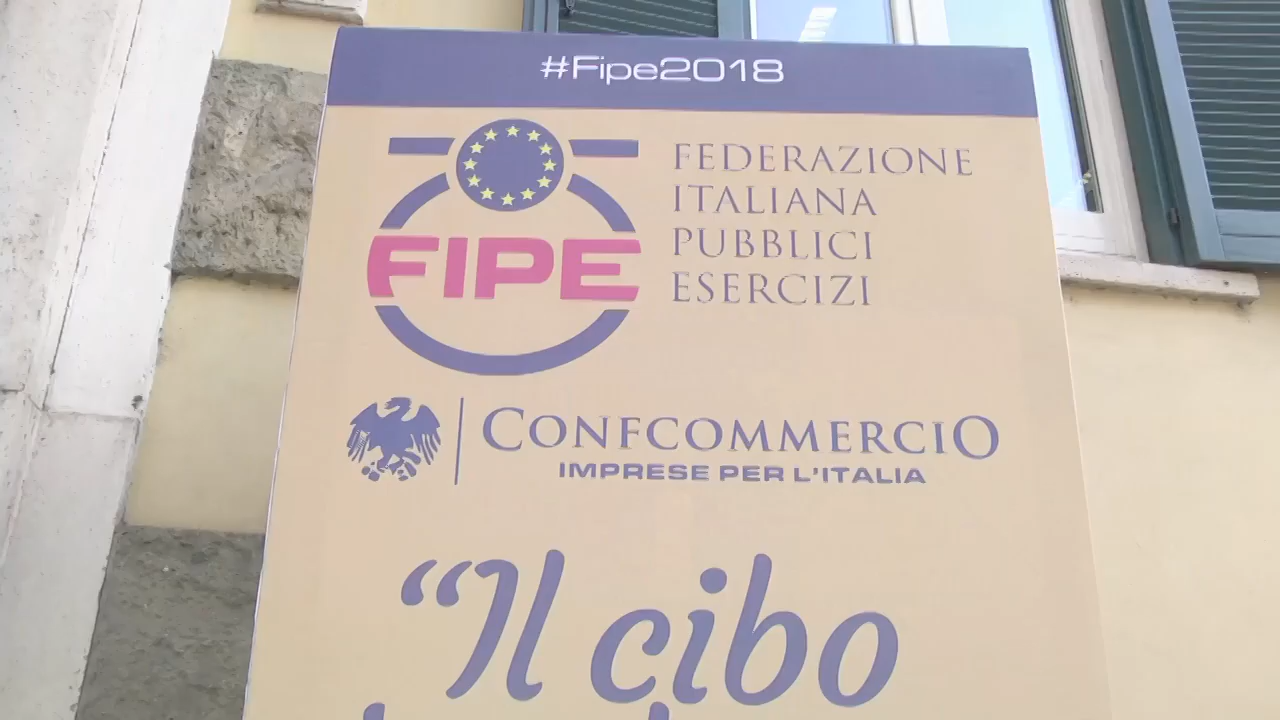 #Fipe2018
FIPE
FEDERAZIONE
ITALIANA
PUBBLICI
ESERCIZI
CONFCOMMERCIO
IMPRESE PER L'ITALIA
“Il cibo